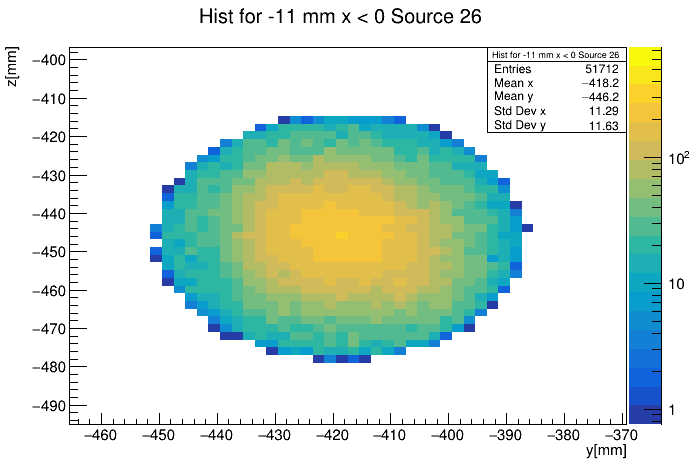 Hist for -11 mm x < 0 Source 26
z[mm]
Hist for -11 mm x < 0 Source 26
Entries 51712
Mean x −418.2
Mean y −446.2
Std Dev x 11.29
Std Dev y 11.63
−400
−410
−420
−430
−440
−450
−460
−470
−480
−490
10²
10
1
−460 −450 −440 −430 −420 −410 −400 −390 −380 −370
y[mm]